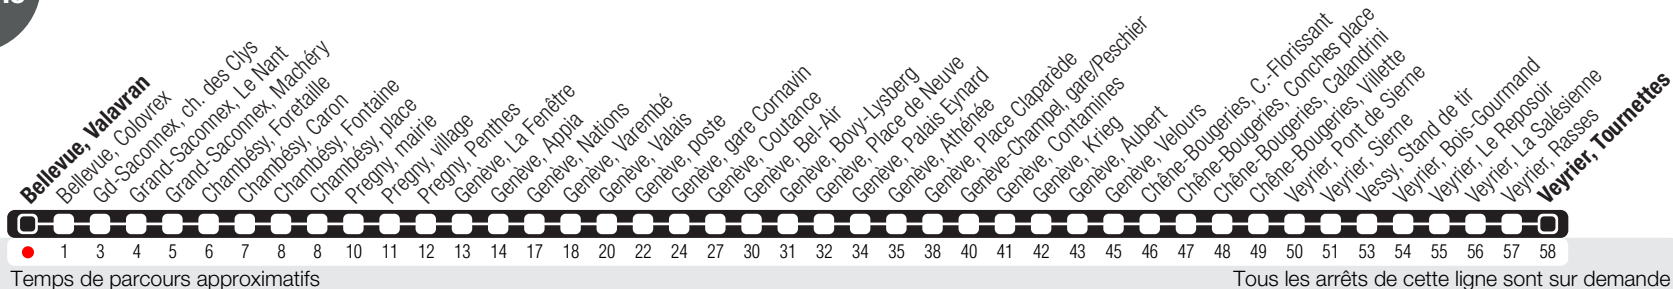 Bellevue, Valavran
Bellevue, Colovrex
Gd-Saconnex, ch. des Clys
Grand-Saconnex, Le Nant
Grand-Saconnex, Machéry
Chambésy, Foretaille
Chambésy, Caron
Chambésy, Fontaine
Chambésy, place
Pregny, mairie
Pregny, village
Pregny, Penthes
Genève, La Fenêtre
Genève, Appia
Genève, Nations
Genève, Varembé
Genève, Valais
Genève, poste
Genève, gare Cornavin
Genève, Coutance
Genève, Bel-Air
Genève, Bovy-Lysberg
Genève, Place de Neuve
Genève, Palais Eynard
Genève, Athénée
Genève, Place Claparède
Genève-Champel, gare/Peschier
Genève, Contamines
Genève, Krieg
Genève, Aubert
Genève, Velours
Chêne-Bougeries, C.-Florissant
Chêne-Bougeries, Conches place
Chêne-Bougeries, Calandrini
Chêne-Bougeries, Villette
Veyrier, Pont de Sierne
Veyrier, Sierne
Vessy, Stand de tir
Veyrier, Bois-Gourmand
Veyrier, Le Reposoir
Veyrier, La Salésienne
Veyrier, Rasses
Veyrier, Tournettes
1 3 4 5 6 7 8 8 10 11 12 13 14 17 18 20 22 24 27 30 31 32 34 35 38 40 41 42 43 45 46 47 48 49 50 51 53 54 55 56 57 58
Temps de parcours approximatifs
Tous les arrêts de cette ligne sont sur demande